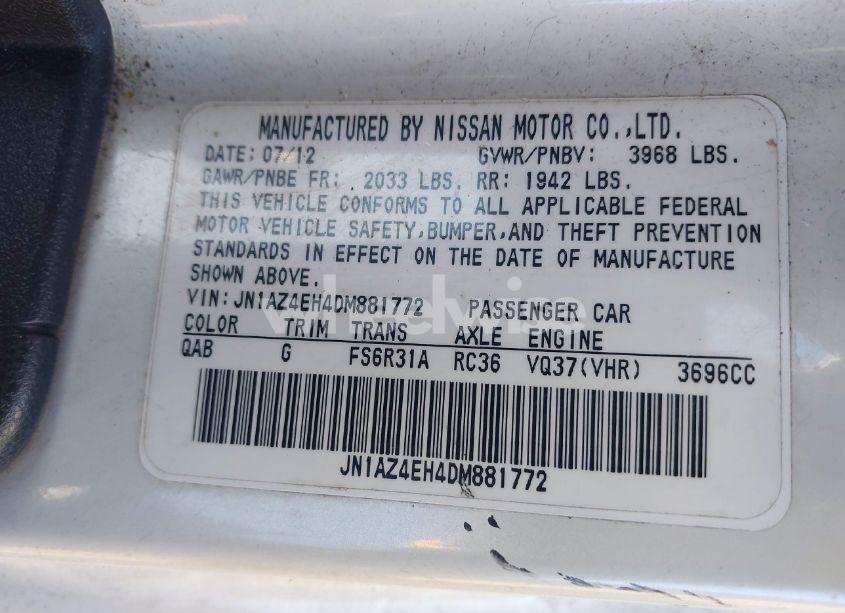 MANUFACTURED BY NISSAN MOTOR CO.,LTD.
DATE: 07/12 GVWR/PNBV: 3968 LBS.
GAWR/PNBE FR: 2033 LBS. RR: 1942 LBS.
THIS VEHICLE CONFORMS TO ALL APPLICABLE FEDERAL
MOTOR VEHICLE SAFETY,BUMPER,AND THEFT PREVENTION
STANDARDS IN EFFECT ON THE DATE OF MANUFACTURE
SHOWN ABOVE.
VIN:JN1AZ4EH4DM881772 PASSENGER CAR
COLOR TRIM TRANS AXLE ENGINE
QAB G FS6R31A RC36 VQ37(VHR) 3696CC
JN1AZ4EH4DM881772
wheelwise